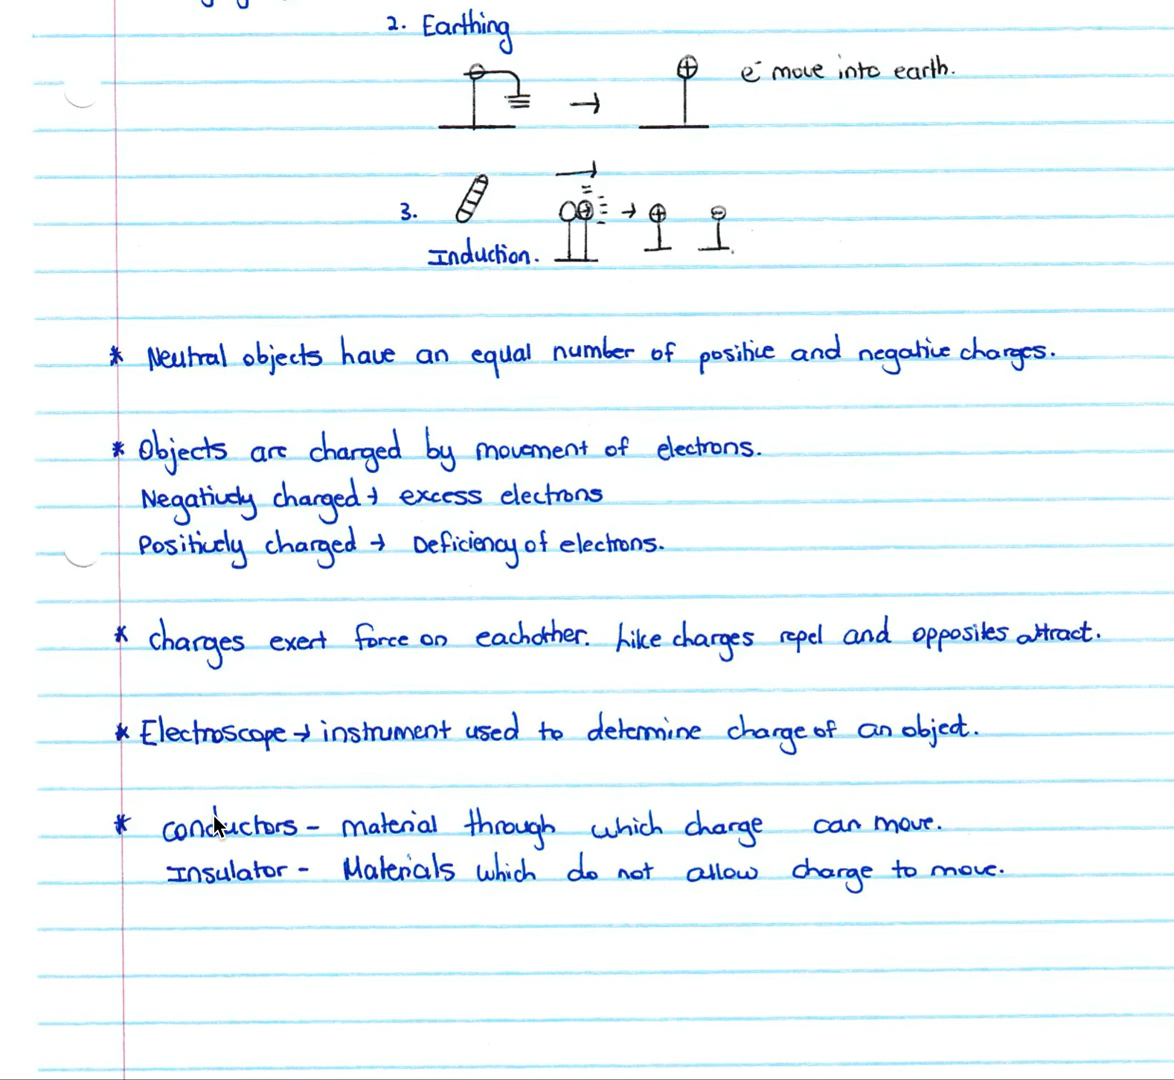 2. Earthing
e⁻ move into earth.
3.
Induction.
* Neutral objects have an equal number of positive and negative charges.
* Objects are charged by movement of electrons.
Negatively charged → excess electrons
Positively charged → Deficiency of electrons.
* charges exert force on eachother. Like charges repel and opposites attract.
* Electroscope → instrument used to determine charge of an object.
* conductors - material through which charge can move.
Insulator - Materials which do not allow charge to move.